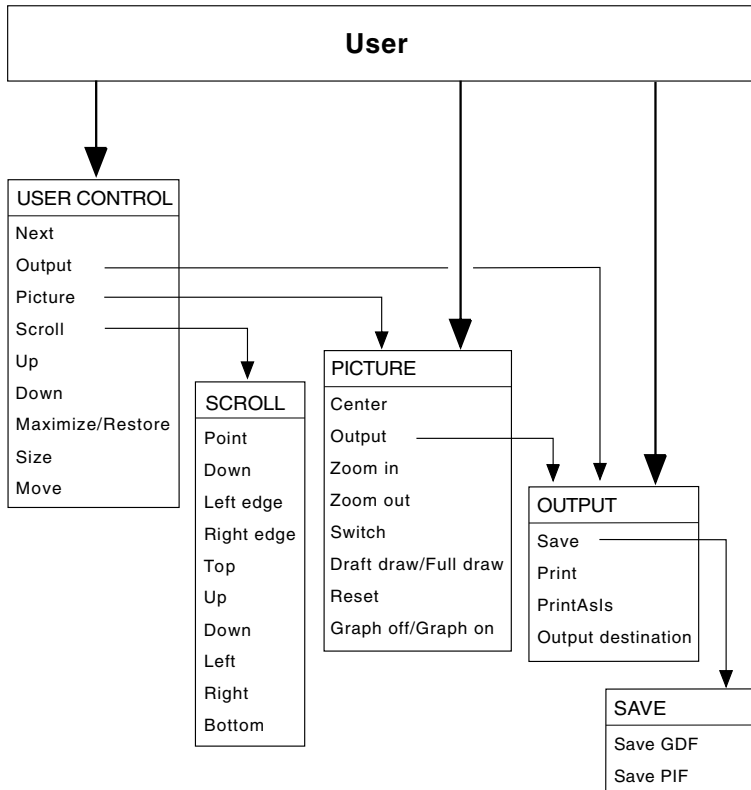 User
USER CONTROL
Next
Output
Picture
Scroll
Up
Down
Maximize/Restore
Size
Move
SCROLL
Point
Down
Left edge
Right edge
Top
Up
Down
Left
Right
Bottom
PICTURE
Center
Output
Zoom in
Zoom out
Switch
Draft draw/Full draw
Reset
Graph off/Graph on
OUTPUT
Save
Print
PrintAsIs
Output destination
SAVE
Save GDF
Save PIF